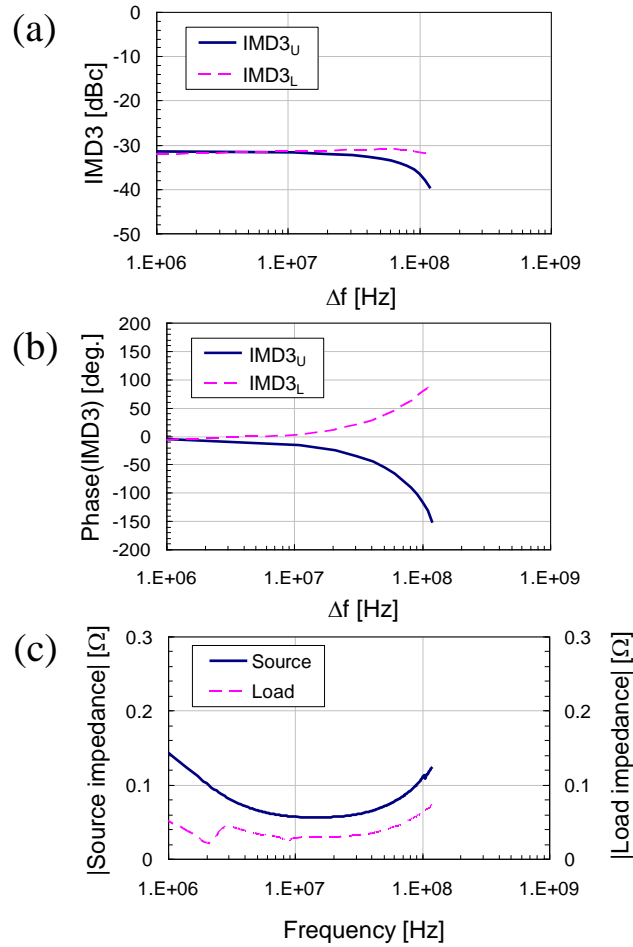 (a)
IMD3 [dBc]
0
-10
-20
-30
-40
-50
IMD3U
IMD3L
1.E+06 1.E+07 1.E+08 1.E+09
Δf [Hz]
(b)
Phase(IMD3) [deg.]
200
150
100
50
0
-50
-100
-150
-200
IMD3U
IMD3L
1.E+06 1.E+07 1.E+08 1.E+09
Δf [Hz]
(c)
|Source impedance| [Ω]
0.3
0.2
0.1
0
Source
Load
0.3
0.2
0.1
0
|Load impedance| [Ω]
1.E+06 1.E+07 1.E+08 1.E+09
Frequency [Hz]